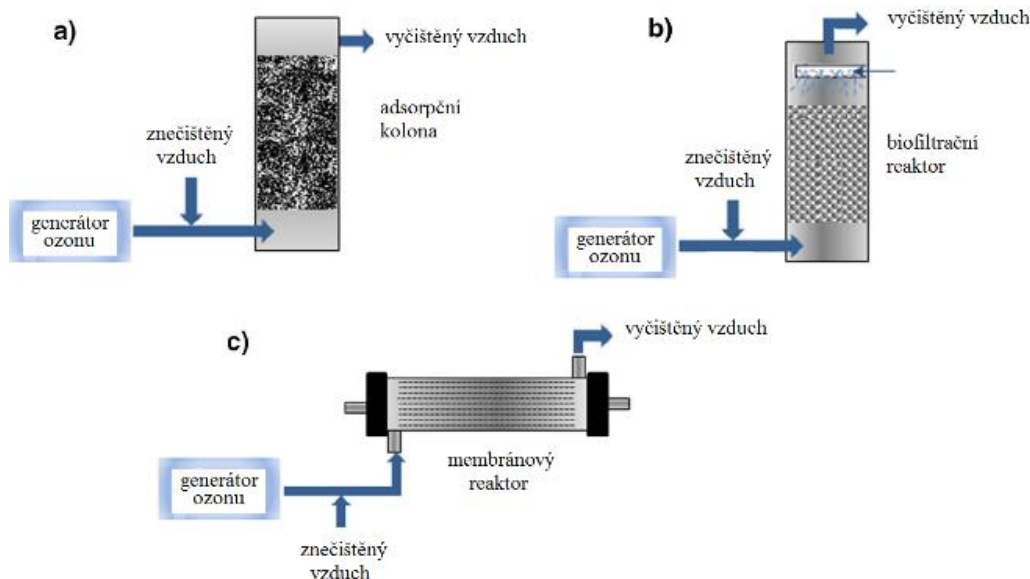 a)
vyčištěný vzduch
adsorpční
kolona
znečištěný
vzduch
generátor
ozonu
b)
vyčištěný vzduch
biofiltrační
reaktor
znečištěný
vzduch
generátor
ozonu
c)
vyčištěný vzduch
membránový
reaktor
generátor
ozonu
znečištěný
vzduch